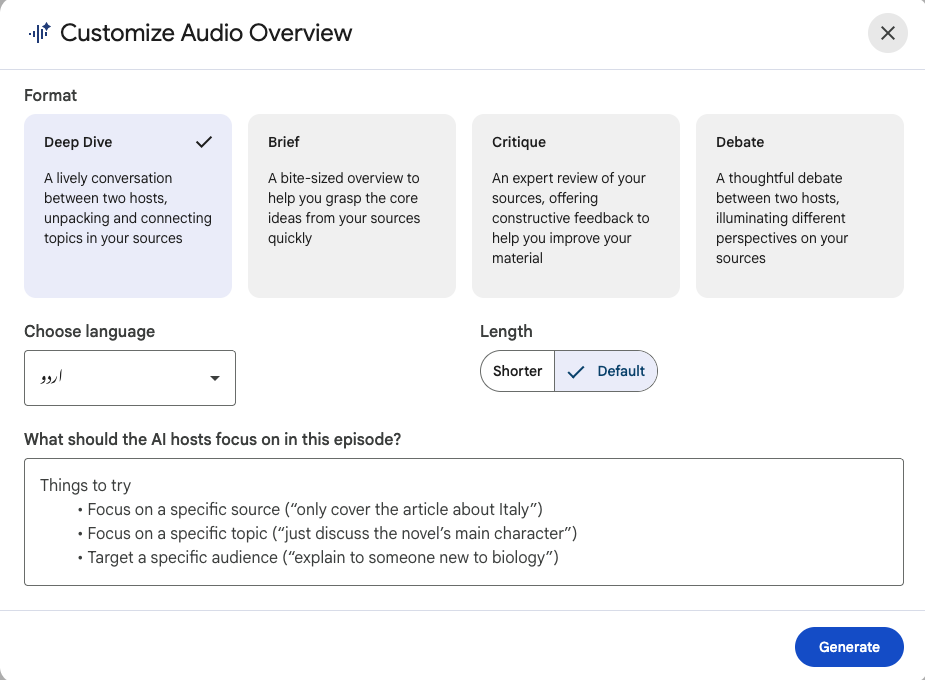 Customize Audio Overview
Format
Deep Dive
A lively conversation
between two hosts,
unpacking and connecting
topics in your sources
Brief
A bite-sized overview to
help you grasp the core
ideas from your sources
quickly
Critique
An expert review of your
sources, offering
constructive feedback to
help you improve your
material
Debate
A thoughtful debate
between two hosts,
illuminating different
perspectives on your
sources
Choose language
اردو
Length
Shorter
Default
What should the AI hosts focus on in this episode?
Things to try
• Focus on a specific source (“only cover the article about Italy”)
• Focus on a specific topic (“just discuss the novel’s main character”)
• Target a specific audience (“explain to someone new to biology”)
Generate